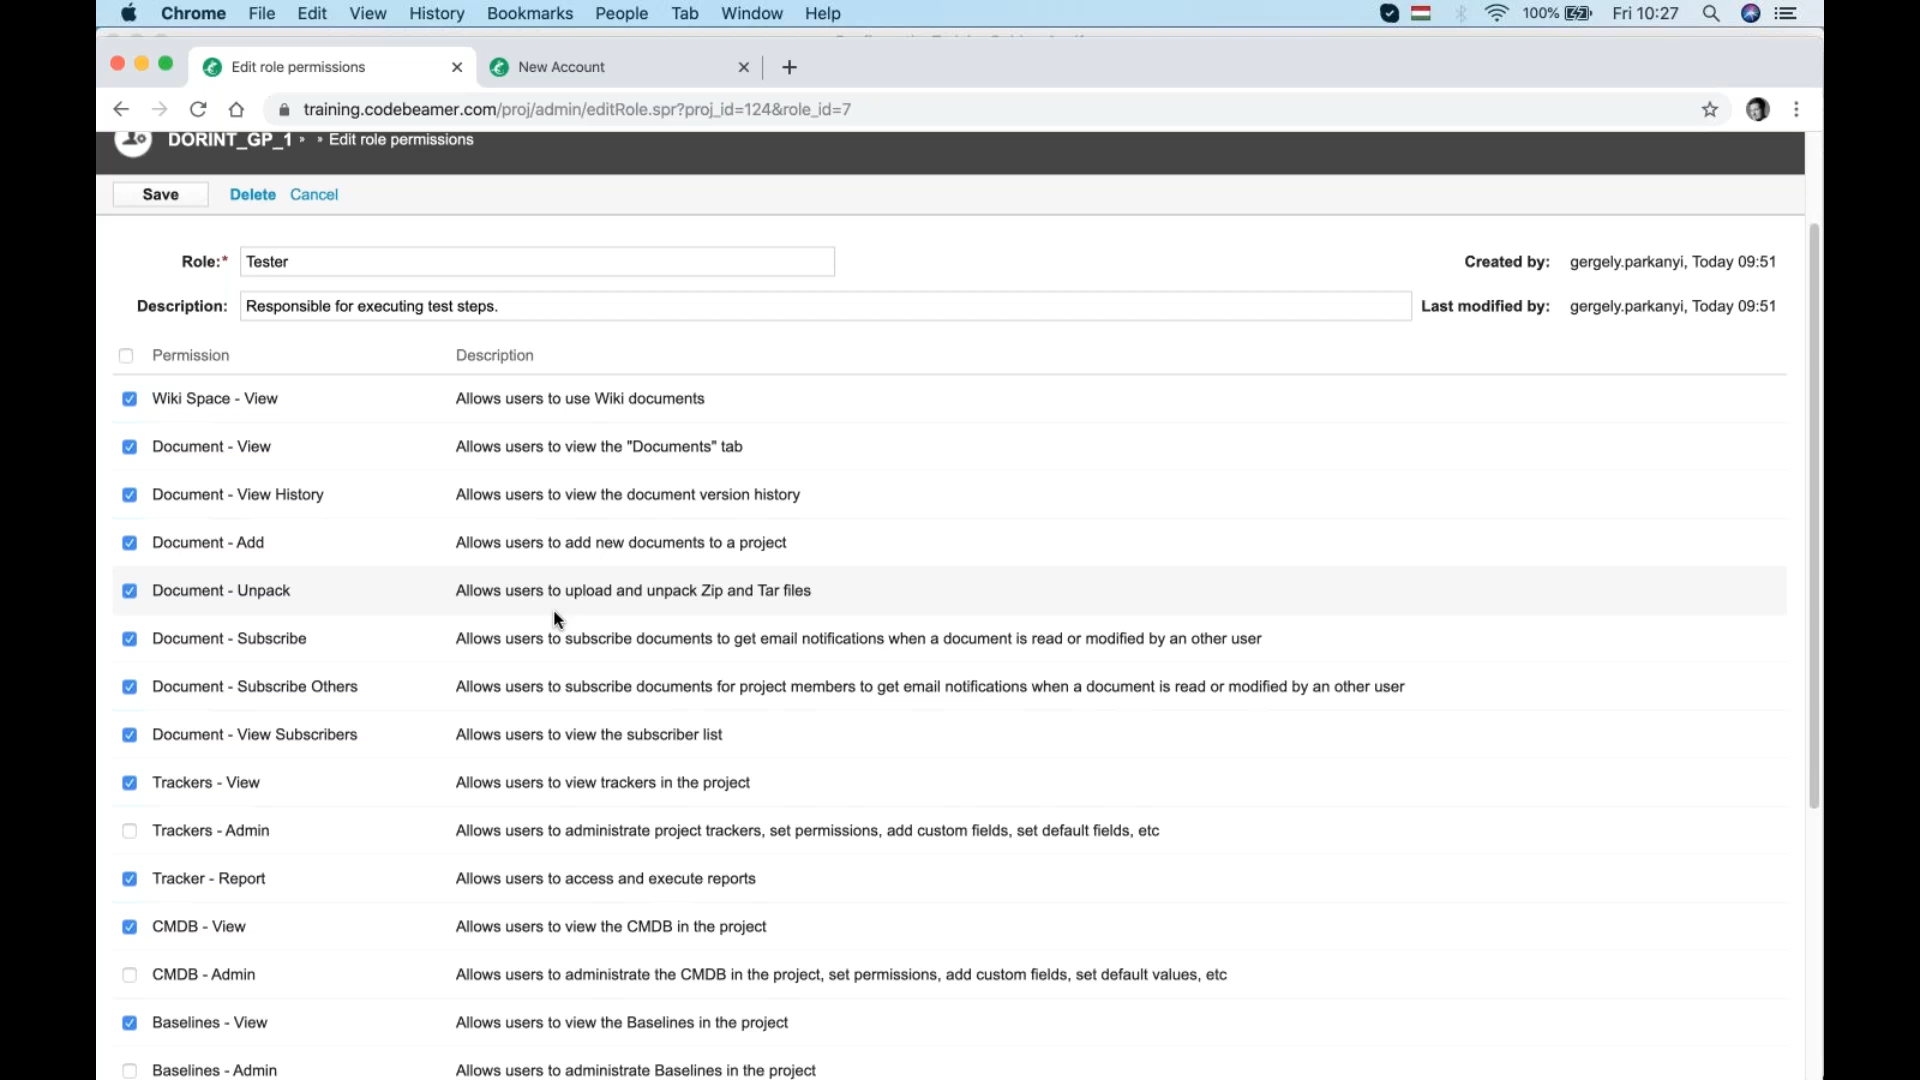 Chrome File Edit View History Bookmarks People Tab Window Help 100% Fri 10:27
Edit role permissions New Account
training.codebeamer.com/proj/admin/editRole.spr?proj_id=124&role_id=7
DORINT_GP_1 » » Edit role permissions
Save Delete Cancel
Role:* Tester Created by: gergely.parkanyi, Today 09:51
Description: Responsible for executing test steps. Last modified by: gergely.parkanyi, Today 09:51
Permission Description
Wiki Space - View Allows users to use Wiki documents
Document - View Allows users to view the "Documents" tab
Document - View History Allows users to view the document version history
Document - Add Allows users to add new documents to a project
Document - Unpack Allows users to upload and unpack Zip and Tar files
Document - Subscribe Allows users to subscribe documents to get email notifications when a document is read or modified by an other user
Document - Subscribe Others Allows users to subscribe documents for project members to get email notifications when a document is read or modified by an other user
Document - View Subscribers Allows users to view the subscriber list
Trackers - View Allows users to view trackers in the project
Trackers - Admin Allows users to administrate project trackers, set permissions, add custom fields, set default fields, etc
Tracker - Report Allows users to access and execute reports
CMDB - View Allows users to view the CMDB in the project
CMDB - Admin Allows users to administrate the CMDB in the project, set permissions, add custom fields, set default values, etc
Baselines - View Allows users to view the Baselines in the project
Baselines - Admin Allows users to administrate Baselines in the project